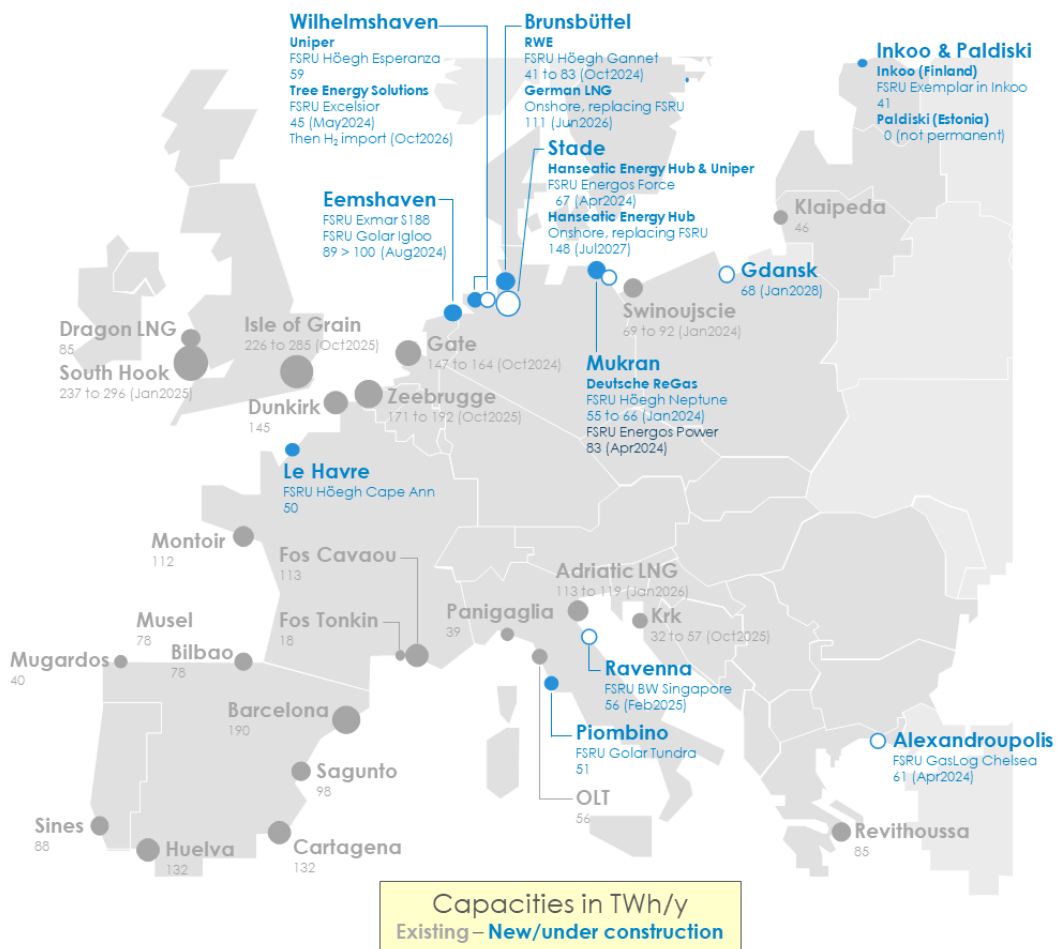 Wilhelmshaven
Uniper
FSRU Höegh Esperanza
59
Tree Energy Solutions
FSRU Excelsior
45 (May2024)
Then H₂ import (Oct2026)
Brunsbüttel
RWE
FSRU Höegh Gannet
41 to 83 (Oct2024)
German LNG
Onshore, replacing FSRU
111 (Jun2026)
Inkoo & Paldiski
Inkoo (Finland)
FSRU Exemplar in Inkoo
41
Paldiski (Estonia)
0 (not permanent)
Stade
Hanseatic Energy Hub & Uniper
FSRU Energos Force
67 (Apr2024)
Hanseatic Energy Hub
Onshore, replacing FSRU
148 (Jul2027)
Eemshaven
FSRU Exmar S188
FSRU Golar Igloo
89 > 100 (Aug2024)
Klaipeda
46
Gdansk
68 (Jan2028)
Swinoujscie
69 to 92 (Jan2024)
Dragon LNG
85
South Hook
237 to 296 (Jan2025)
Isle of Grain
226 to 285 (Oct2025)
Gate
147 to 164 (Oct2024)
Zeebrugge
171 to 192 (Oct2025)
Dunkirk
145
Mukran
Deutsche ReGas
FSRU Höegh Neptune
55 to 66 (Jan2024)
FSRU Energos Power
83 (Apr2024)
Le Havre
FSRU Höegh Cape Ann
50
Montoir
112
Fos Cavaou
113
Fos Tonkin
18
Panigaglia
39
Adriatic LNG
113 to 119 (Jan2026)
Krk
32 to 57 (Oct2025)
Musel
78
Mugardos
40
Bilbao
78
Ravenna
FSRU BW Singapore
56 (Feb2025)
Barcelona
190
Piombino
FSRU Golar Tundra
51
Alexandroupolis
FSRU GasLog Chelsea
61 (Apr2024)
Sagunto
98
OLT
56
Sines
88
Huelva
132
Cartagena
132
Revithoussa
85
Capacities in TWh/y
Existing – New/under construction